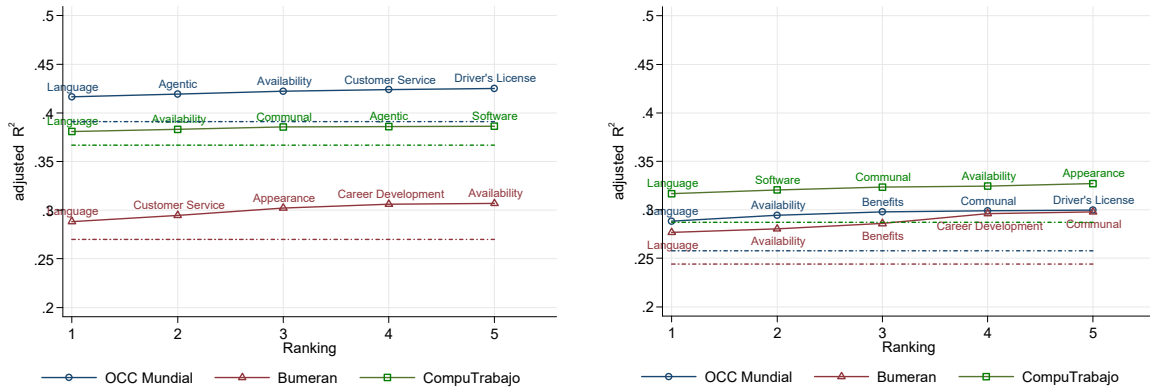 .5
.45
.4
.35
.3
.25
.2
adjusted R²
Language
Agentic
Availability
Customer Service
Driver's License
Language
Availability
Communal
Agentic
Software
Language
Customer Service
Appearance
Career Development
Availability
1 2 3 4 5
Ranking
OCC Mundial Bumeran CompuTrabajo
.5
.45
.4
.35
.3
.25
.2
adjusted R²
Language
Software
Communal
Availability
Appearance
Language
Availability
Benefits
Communal
Driver's License
Language
Availability
Benefits
Career Development
Communal
1 2 3 4 5
Ranking
OCC Mundial Bumeran CompuTrabajo